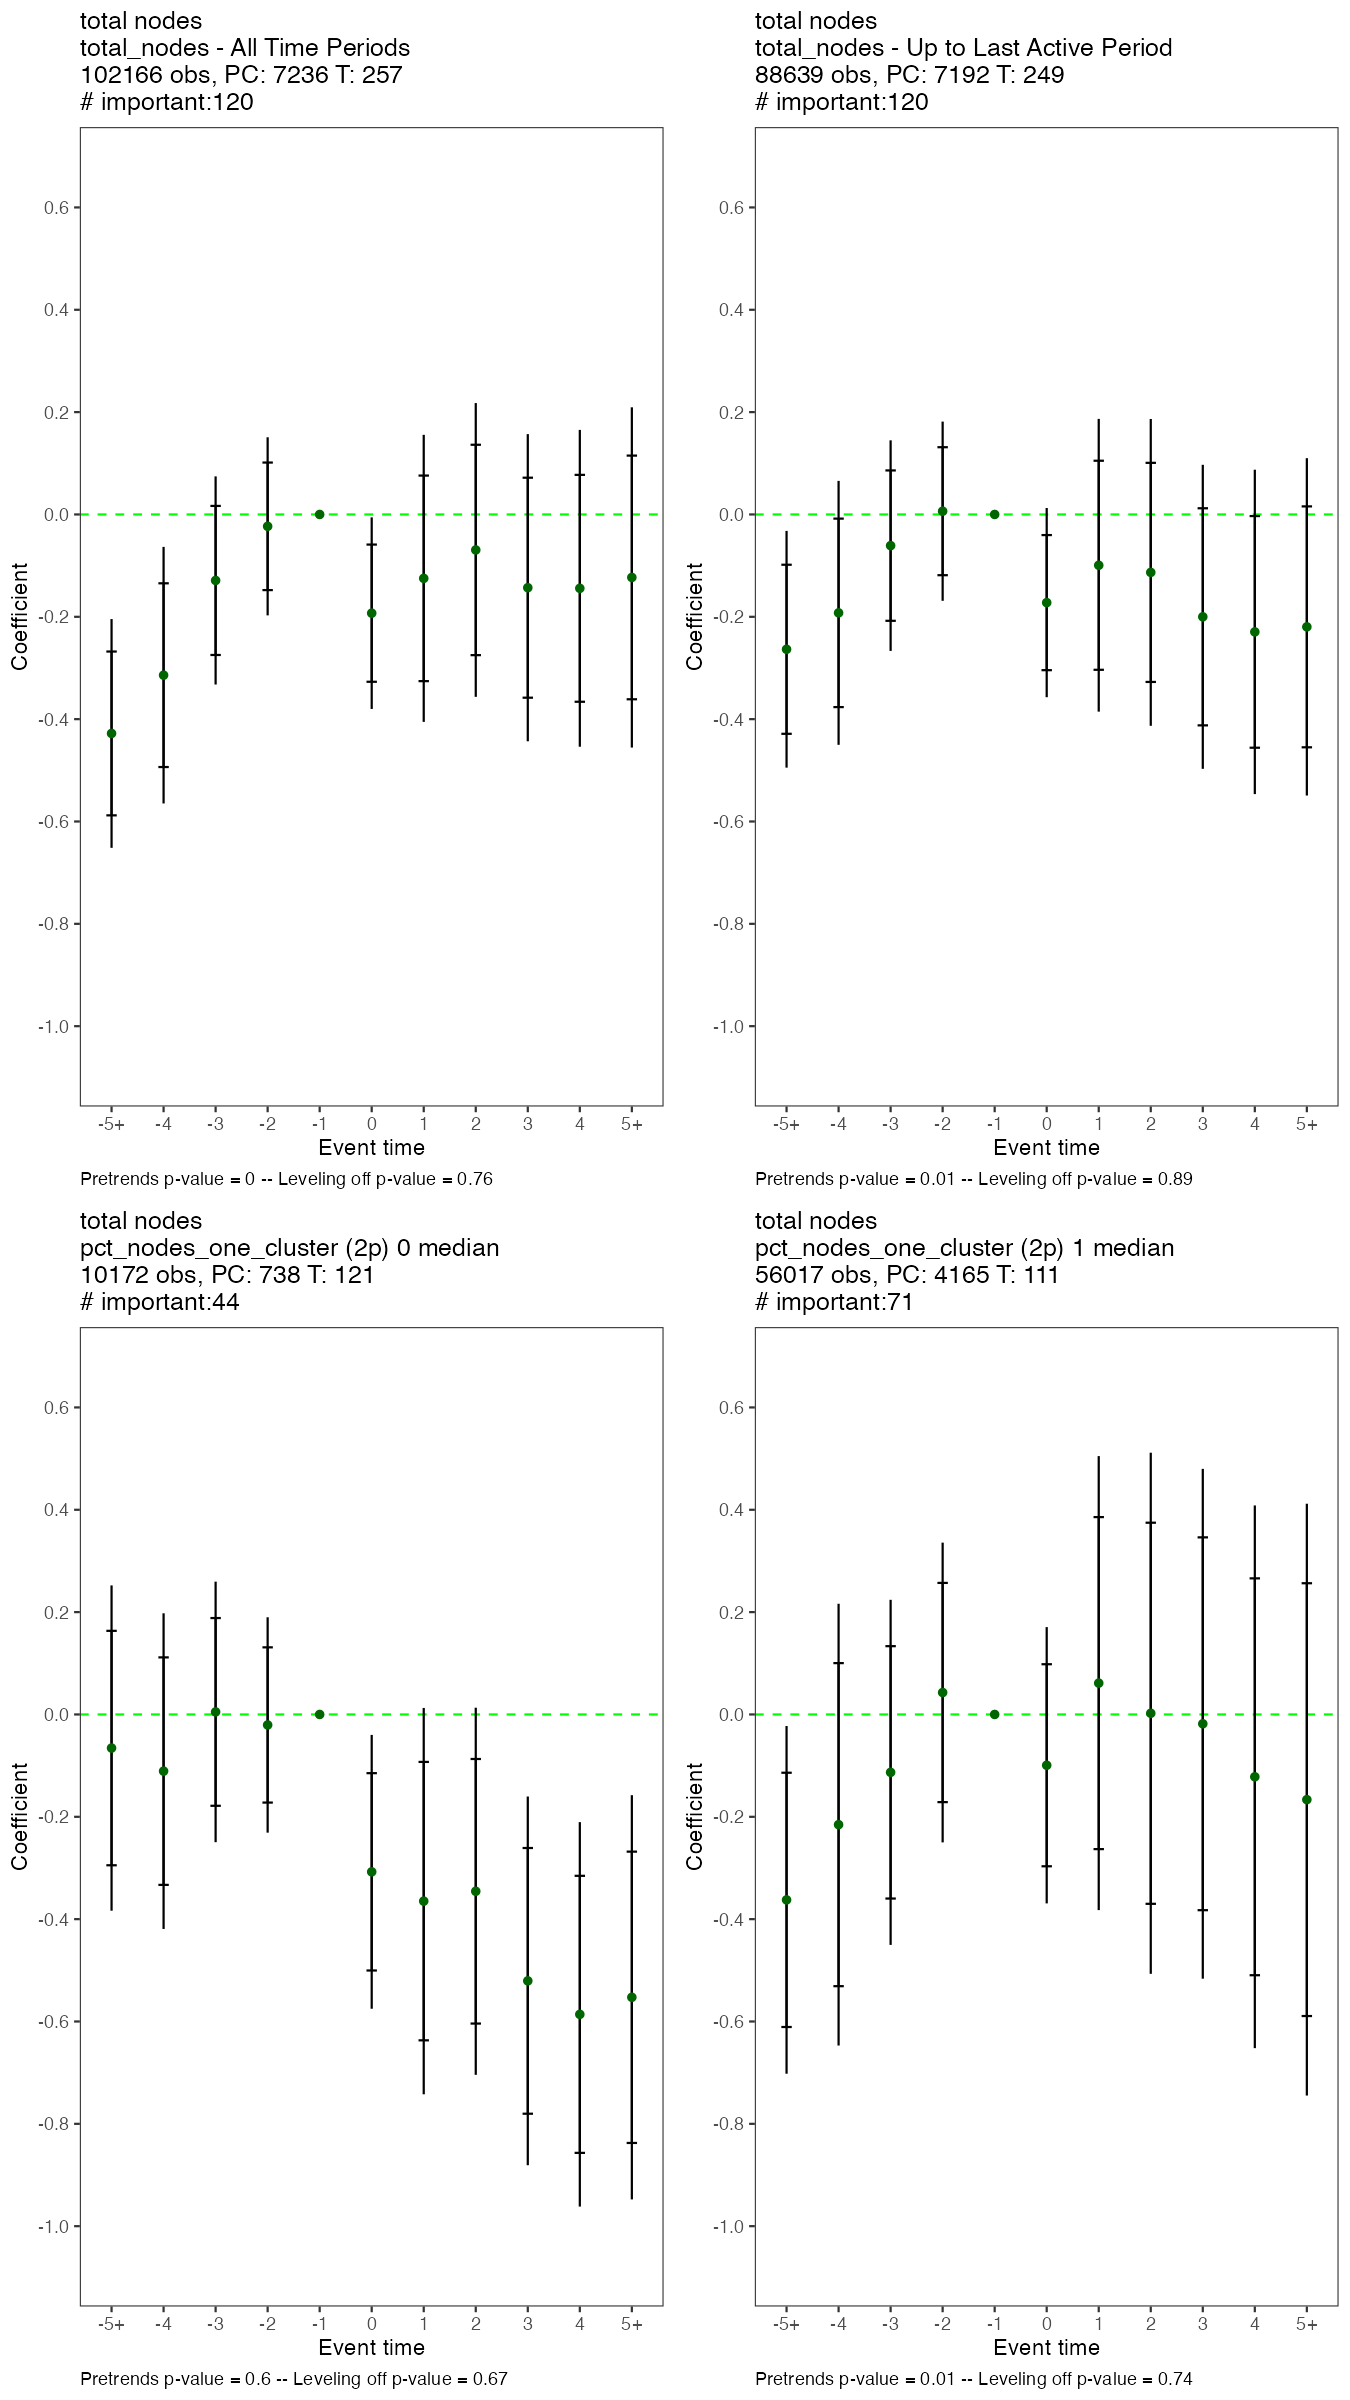 total nodes
total_nodes - All Time Periods
102166 obs, PC: 7236 T: 257
# important:120
Coefficient
0.6
0.4
0.2
0.0
-0.2
-0.4
-0.6
-0.8
-1.0
-5+ -4 -3 -2 -1 0 1 2 3 4 5+
Event time
Pretrends p-value = 0 -- Leveling off p-value = 0.76
total nodes
total_nodes - Up to Last Active Period
88639 obs, PC: 7192 T: 249
# important:120
Coefficient
0.6
0.4
0.2
0.0
-0.2
-0.4
-0.6
-0.8
-1.0
-5+ -4 -3 -2 -1 0 1 2 3 4 5+
Event time
Pretrends p-value = 0.01 -- Leveling off p-value = 0.89
total nodes
pct_nodes_one_cluster (2p) 0 median
10172 obs, PC: 738 T: 121
# important:44
Coefficient
0.6
0.4
0.2
0.0
-0.2
-0.4
-0.6
-0.8
-1.0
-5+ -4 -3 -2 -1 0 1 2 3 4 5+
Event time
Pretrends p-value = 0.6 -- Leveling off p-value = 0.67
total nodes
pct_nodes_one_cluster (2p) 1 median
56017 obs, PC: 4165 T: 111
# important:71
Coefficient
0.6
0.4
0.2
0.0
-0.2
-0.4
-0.6
-0.8
-1.0
-5+ -4 -3 -2 -1 0 1 2 3 4 5+
Event time
Pretrends p-value = 0.01 -- Leveling off p-value = 0.74